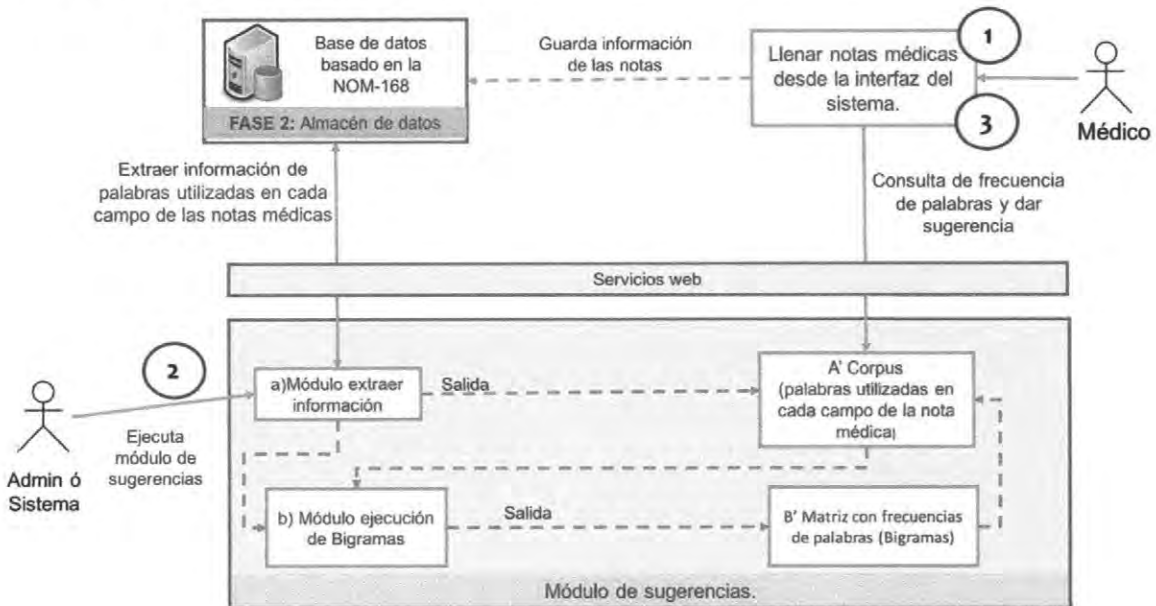 Base de datos
basado en la
NOM-168
FASE 2: Almacén de datos
Guarda información
de las notas
1
Llenar notas médicas
desde la interfaz del
sistema.
3
Médico
Extraer información de
palabras utilizadas en cada
campo de las notas médicas
Consulta de frecuencia
de palabras y dar
sugerencia
Servicios web
2
a)Módulo extraer
información
Salida
A' Corpus
(palabras utilizadas en
cada campo de la nota
médica)
Admin ó
Sistema
Ejecuta
módulo de
sugerencias
b) Módulo ejecución
de Bigramas
Salida
B' Matriz con frecuencias
de palabras (Bigramas)
Módulo de sugerencias.